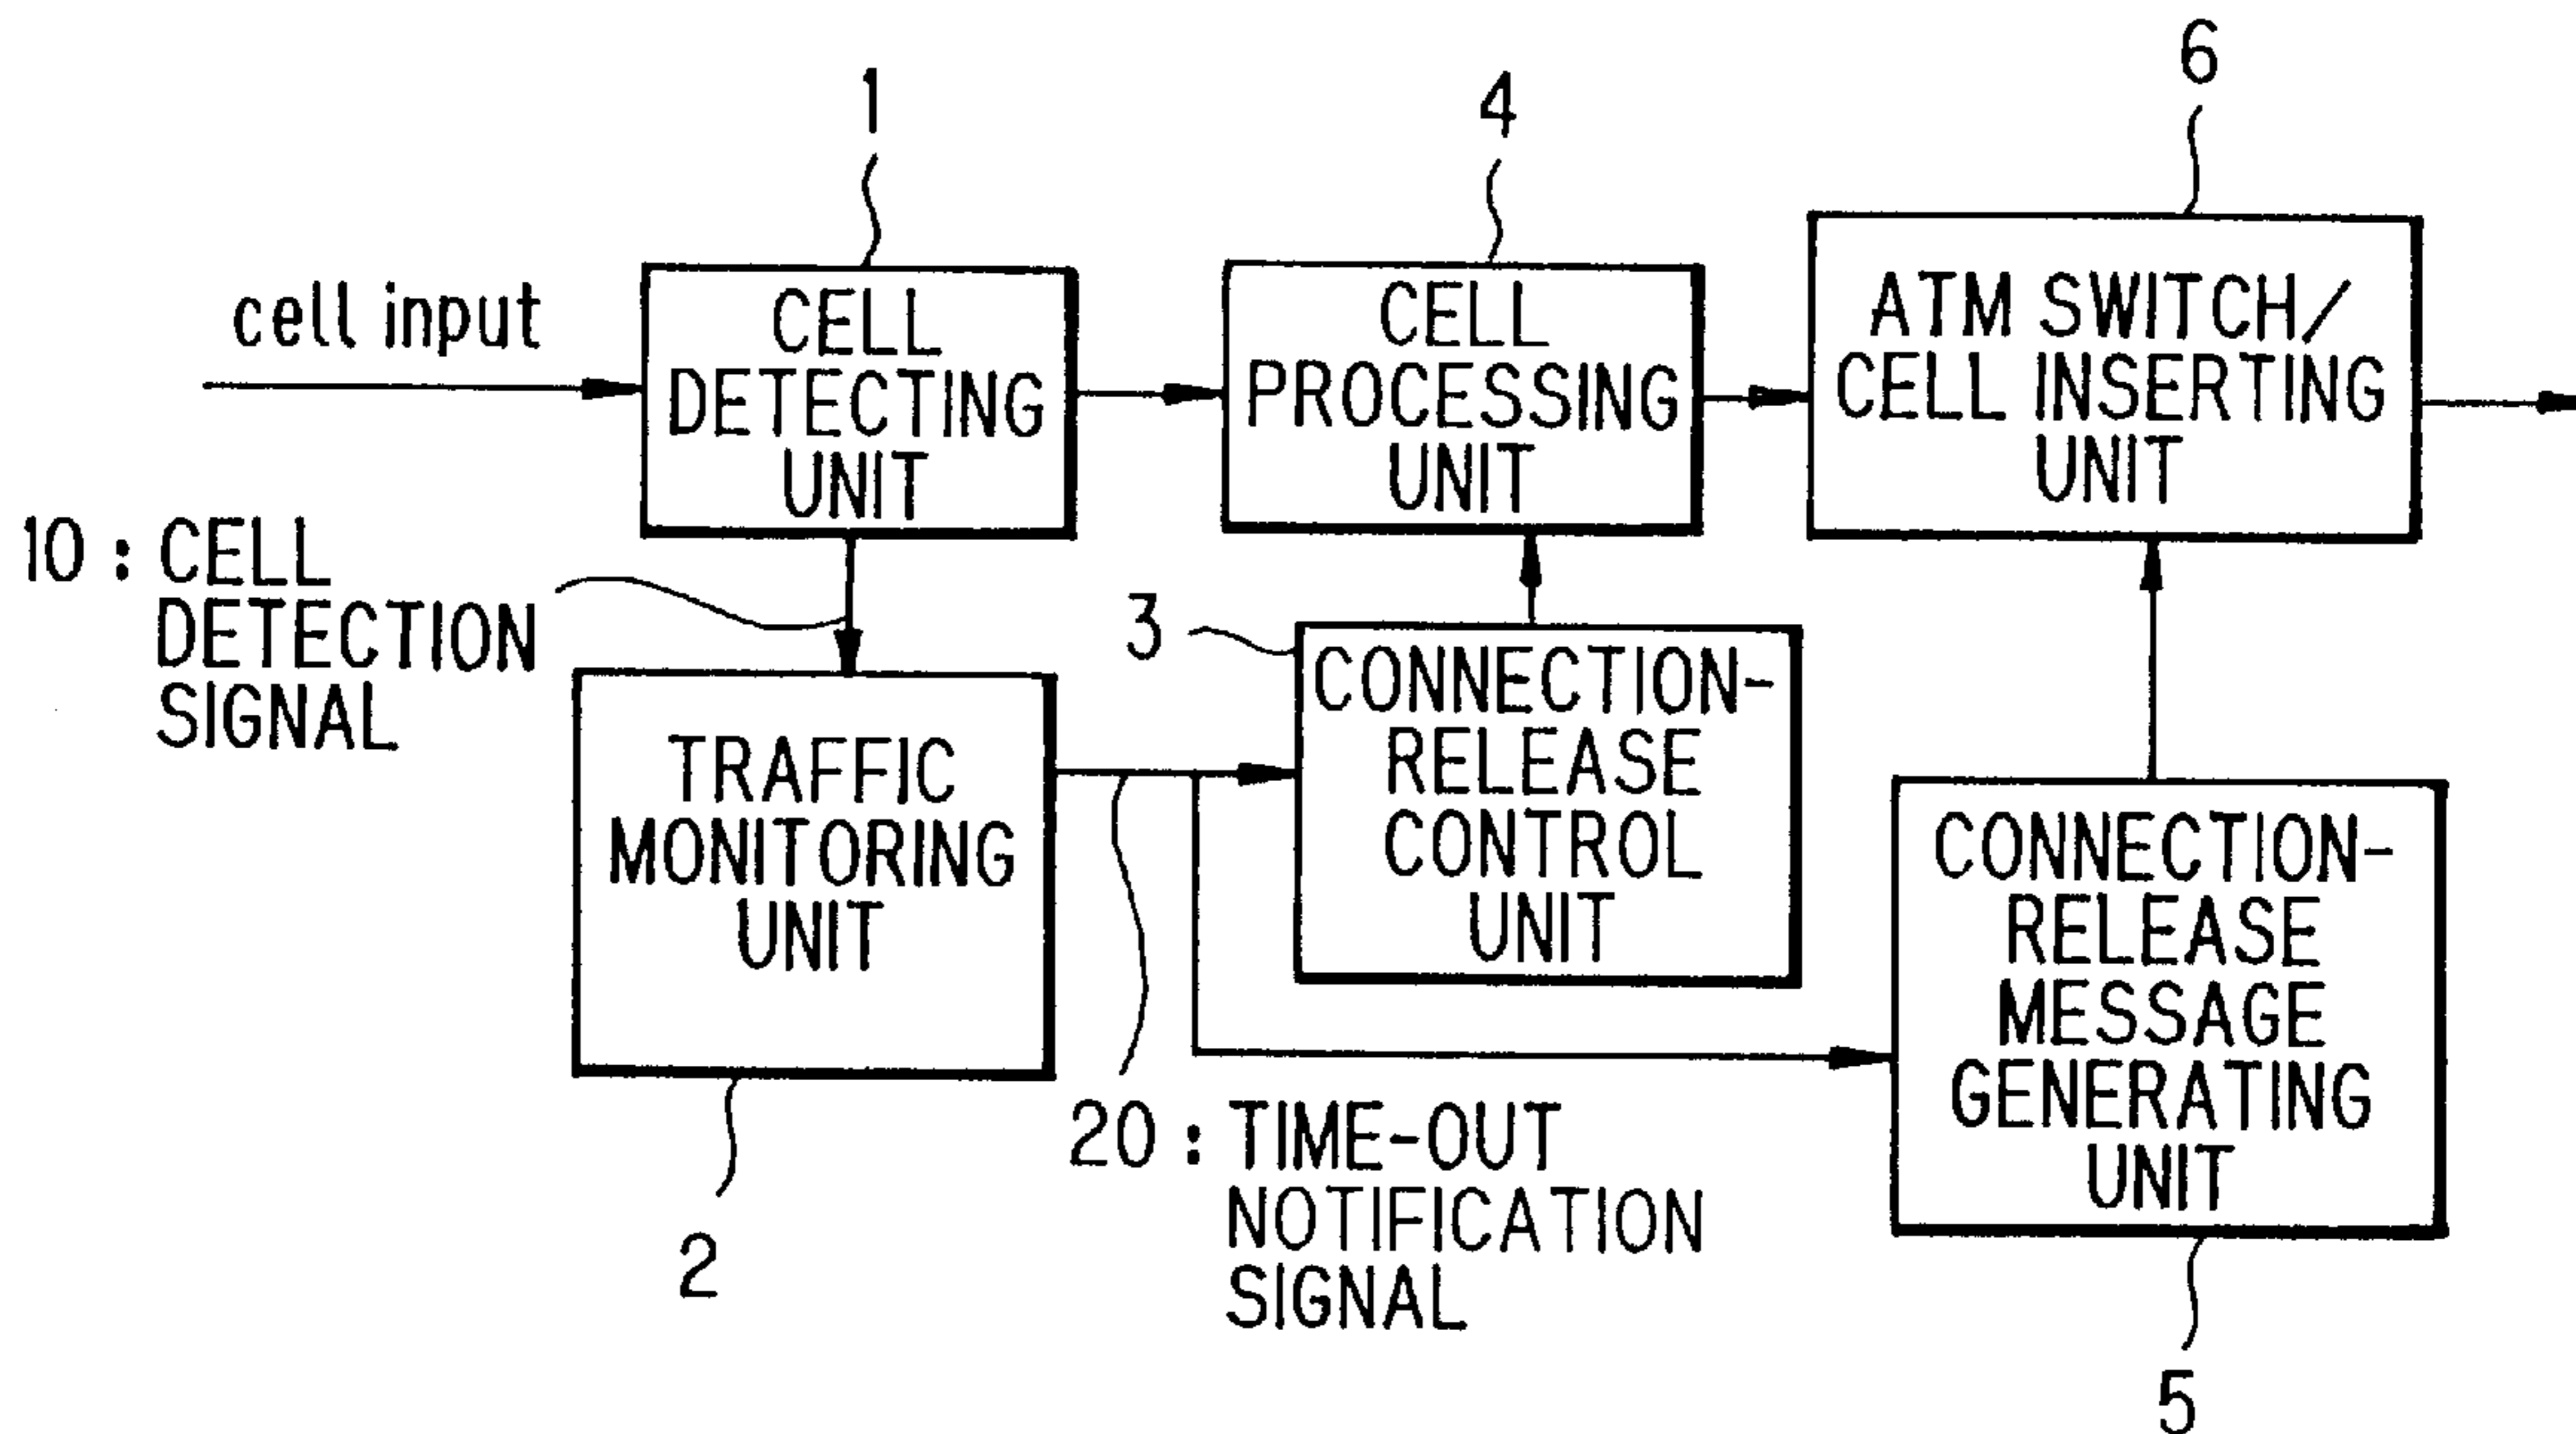 1
4
6
cell input
CELL
DETECTING
UNIT
CELL
PROCESSING
UNIT
ATM SWITCH/
CELL INSERTING
UNIT
10 : CELL
DETECTION
SIGNAL
3
CONNECTION-
RELEASE
CONTROL
UNIT
TRAFFIC
MONITORING
UNIT
CONNECTION-
RELEASE
MESSAGE
GENERATING
UNIT
20 : TIME-OUT
NOTIFICATION
SIGNAL
2
5